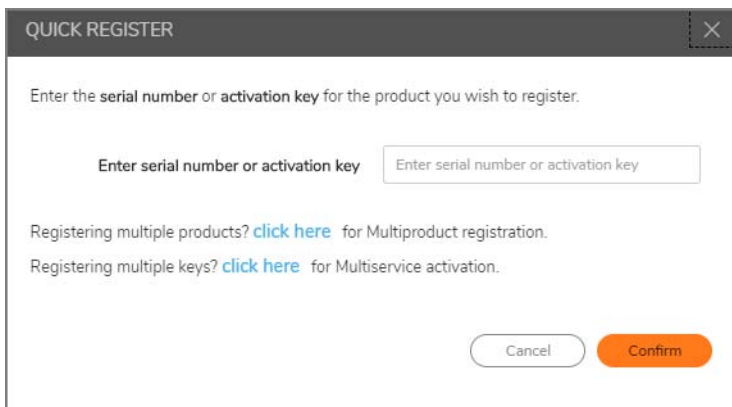 QUICK REGISTER
Enter the serial number or activation key for the product you wish to register.
Enter serial number or activation key
Enter serial number or activation key
Registering multiple products? click here for Multiproduct registration.
Registering multiple keys? click here for Multiservice activation.
Cancel
Confirm